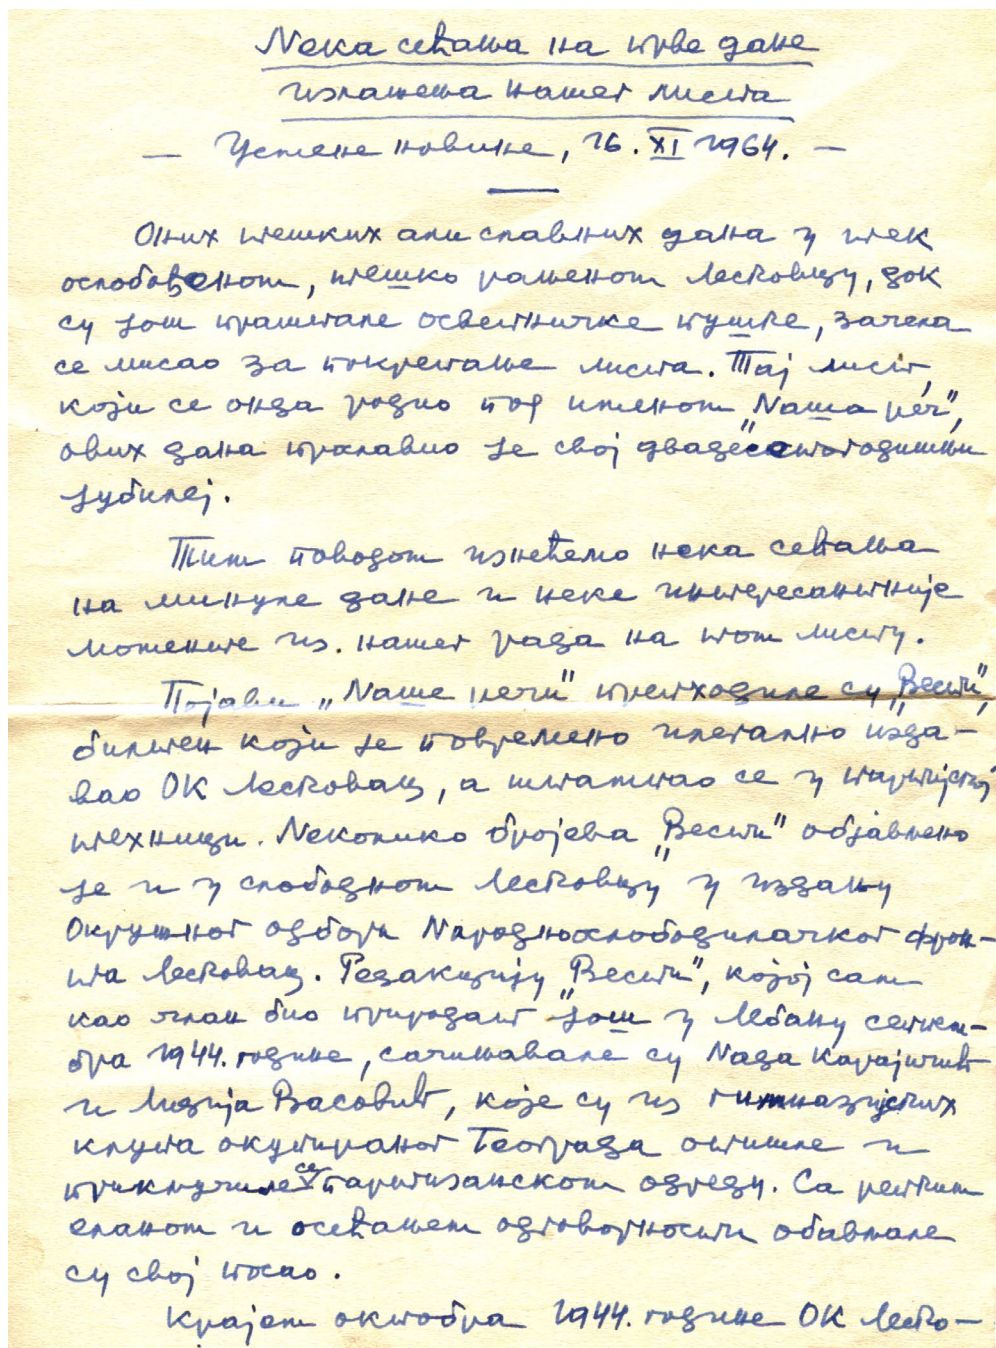 Нека сећања на прве дане
излажења нашег листа
— Усмене новине, 26. XI 1964. —
Оних тешких али славних дана у тек
ослобођеном, тешко рањеном Лесковцу, док
су још праштале осветничке пушке, зачела
се мисао за покретање листа. Тај лист,
који се онда родио под именом „Наша реч",
ових дана прославио је свој двадесетогодишњи
јубилеј.
Тим поводом изнећемо нека сећања
на минуле дане и неке интересантније
моменте из нашег рада на том листу.
Појави „Наше речи" претходиле су „Вести",
билтен који је повремено илегално изда-
вао ОК Лесковац, а штампао се у партијској
техници. Неколико бројева „Вести" објављено
је и у слободном Лесковцу у издању
Окружног одбора Народноослободилачког фрон-
та Лесковац. Редакцију „Вести", којој сам
као члан био придодат још у Лебану септем-
бра 1944. године, сачињавале су Нада Карајичић
и Лидија Васовић, које су из гимназијских
клупа окупираног Београда отишле и
прикључиле се партизанском одреду. Са ретким
еланом и осећањем одговорности обављале
су свој посао.
Крајем октобра 1944. године ОК Леско-